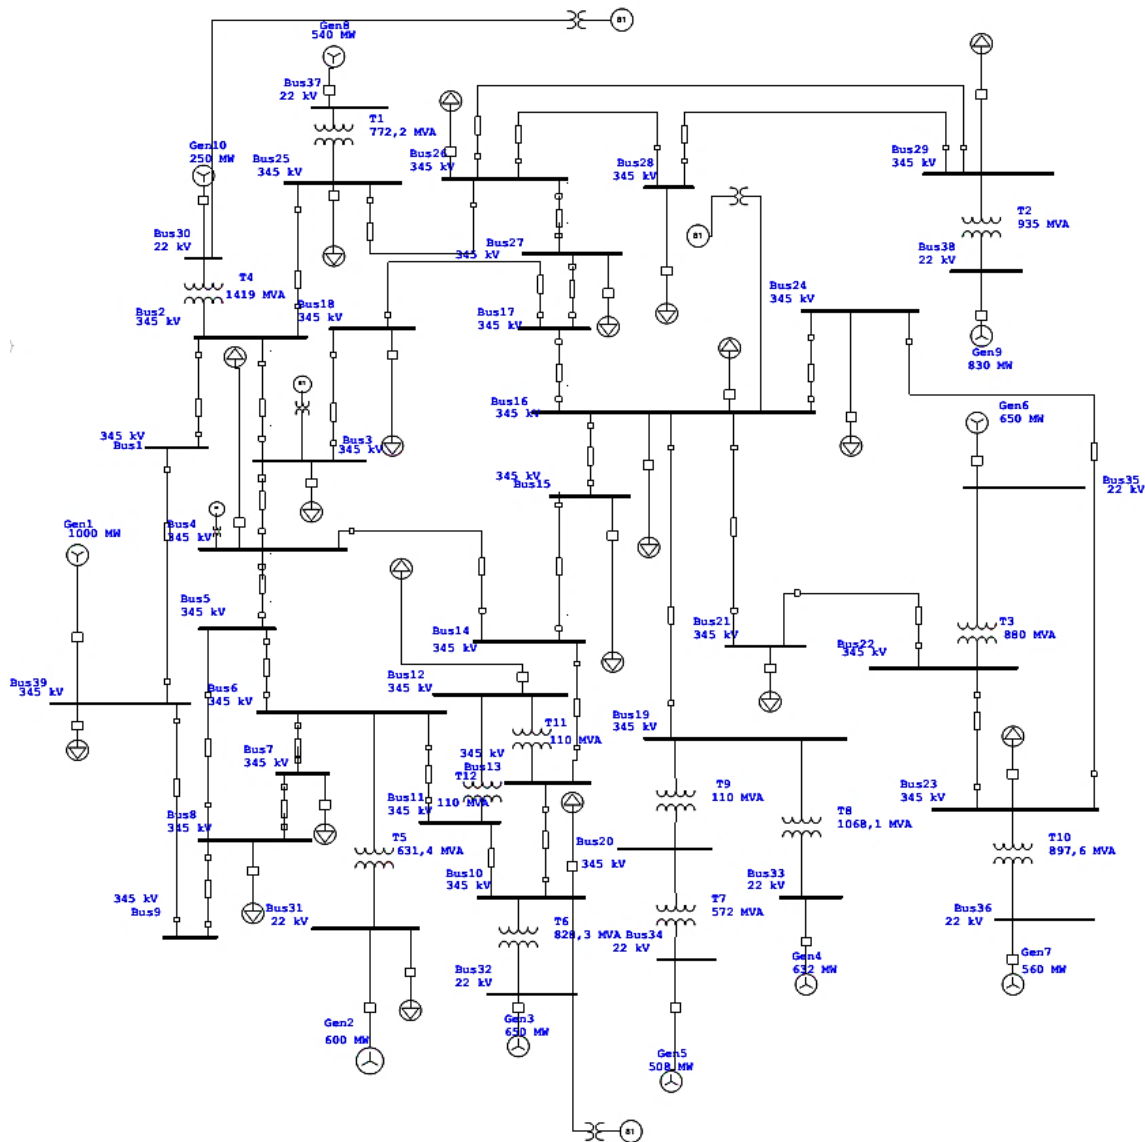 81
Gen8
540 MW
Bus37
22 kV
T1
772,2 MVA
Gen10
250 MW
Bus25
345 kV
Bus26
345 kV
Bus28
345 kV
Bus29
345 kV
T2
935 MVA
81
Bus30
22 kV
Bus27
345 kV
Bus38
22 kV
T4
1419 MVA
Bus24
345 kV
Bus2
345 kV
Bus18
345 kV
Bus17
345 kV
Gen9
830 MW
81
Bus16
345 kV
Gen6
650 MW
345 kV
Bus1
Bus3
345 kV
345 kV
Bus15
Bus35
22 kV
Gen1
1000 MW
Bus4
345 kV
Bus5
345 kV
Bus14
345 kV
Bus21
345 kV
Bus22
345 kV
T3
880 MVA
Bus39
345 kV
Bus6
345 kV
Bus12
345 kV
Bus19
345 kV
T11
110 MVA
Bus7
345 kV
345 kV
Bus13
T12
110 MVA
T9
110 MVA
Bus23
345 kV
Bus8
345 kV
Bus11
345 kV
T8
1068,1 MVA
T5
631,4 MVA
Bus20
345 kV
T10
897,6 MVA
Bus10
345 kV
Bus33
22 kV
345 kV
Bus9
Bus31
22 kV
T6
828,3 MVA
T7
572 MVA
Bus34
22 kV
Bus36
22 kV
Bus32
22 kV
Gen4
632 MW
Gen7
560 MW
Gen2
600 MW
Gen3
650 MW
Gen5
508 MW
81